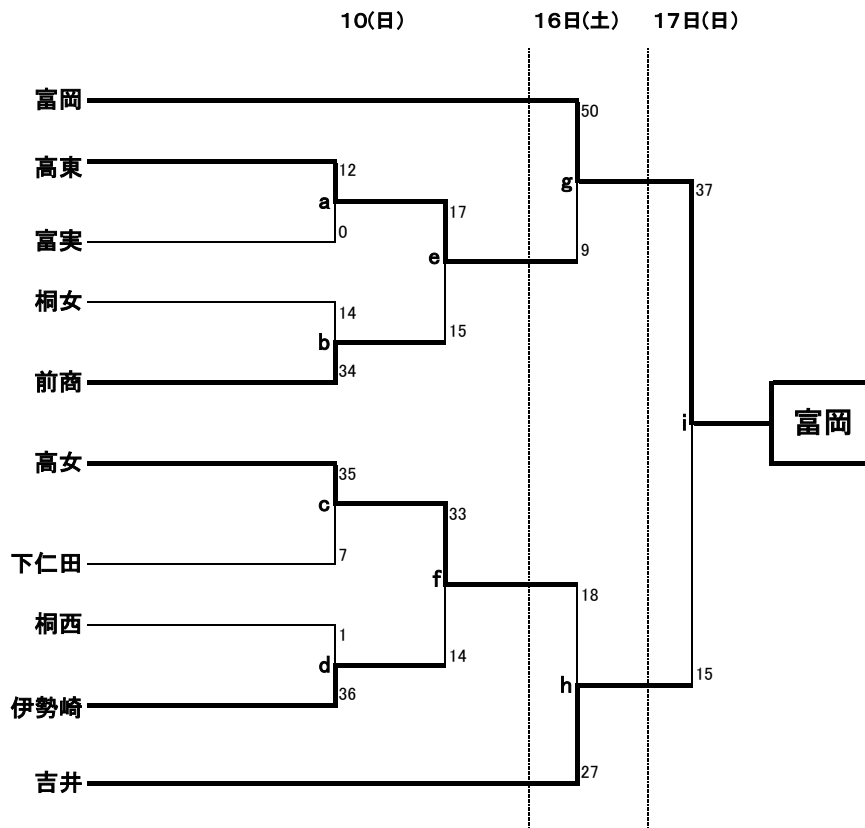 10(日) 16日(土) 17日(日)
富岡
50
高東
12
g
37
a
17
富実
0
e
9
桐女
14
b
15
前商
34
i
富岡
高女
35
c
33
下仁田
7
f
18
桐西
1
d
14
h
15
伊勢崎
36
吉井
27